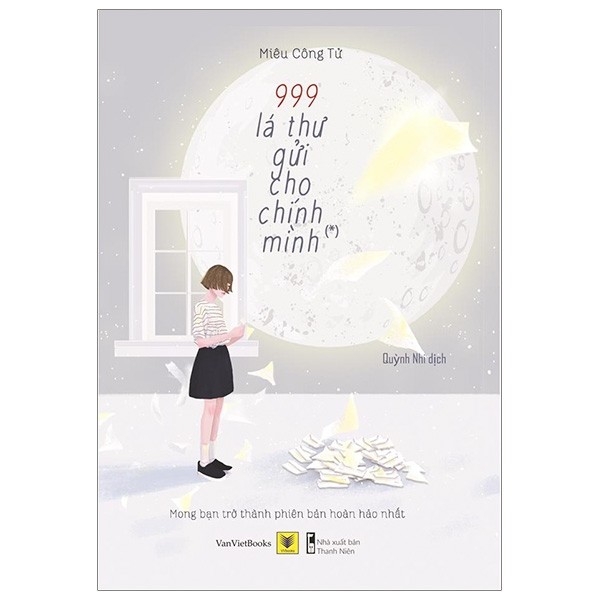 Miêu Công Tử
999
lá thư
gửi
cho
chính
mình (*)
Quỳnh Nhi dịch
Mong bạn trở thành phiên bản hoàn hảo nhất
VanVietBooks
Nhà xuất bản
Thanh Niên